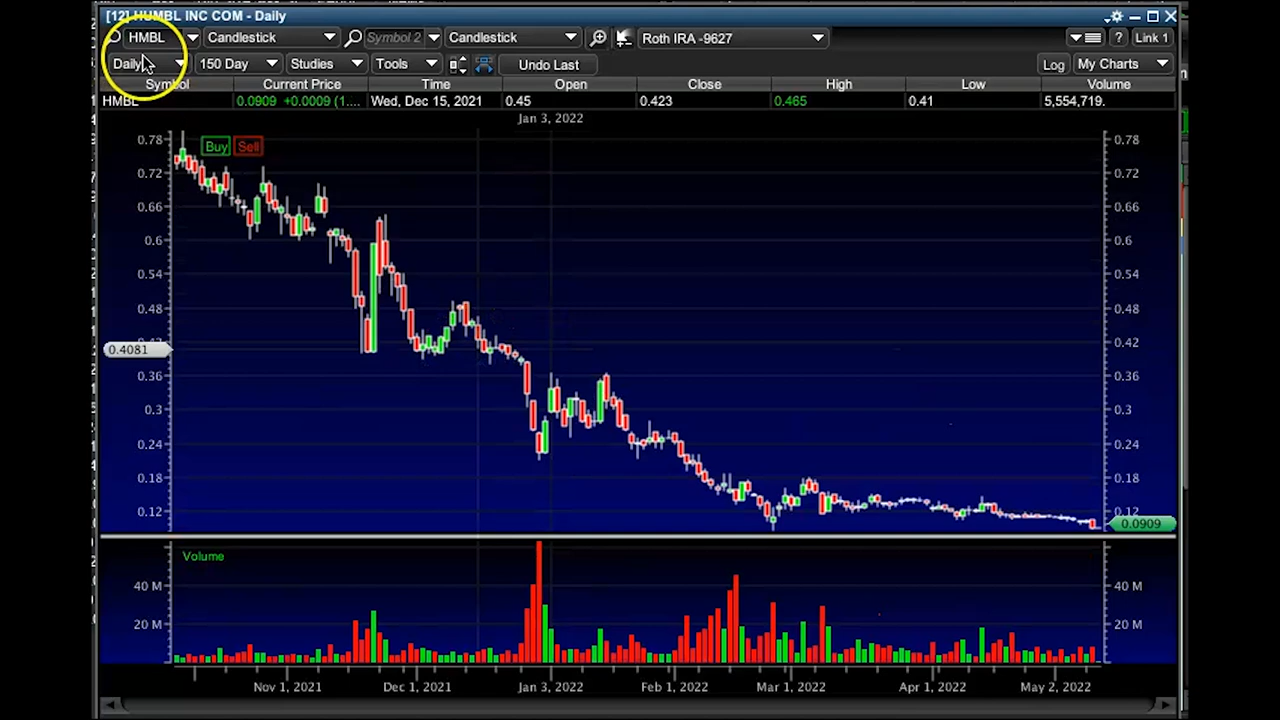 [12] HUMBL INC COM - Daily
HMBL Candlestick Symbol 2 Candlestick Roth IRA -9627 ? Link 1
Daily 150 Day Studies Tools Undo Last Log My Charts
Symbol Current Price Time Open Close High Low Volume
HMBL 0.0909 +0.0009 (1.... Wed, Dec 15, 2021 0.45 0.423 0.465 0.41 5,554,719.
Jan 3, 2022
0.78 Buy Sell 0.78
0.72 0.72
0.66 0.66
0.6 0.6
0.54 0.54
0.48 0.48
0.42
0.4081
0.36 0.36
0.3 0.3
0.24 0.24
0.18 0.18
0.12 0.12
0.0909
Volume
40 M 40 M
20 M 20 M
Nov 1, 2021 Dec 1, 2021 Jan 3, 2022 Feb 1, 2022 Mar 1, 2022 Apr 1, 2022 May 2, 2022